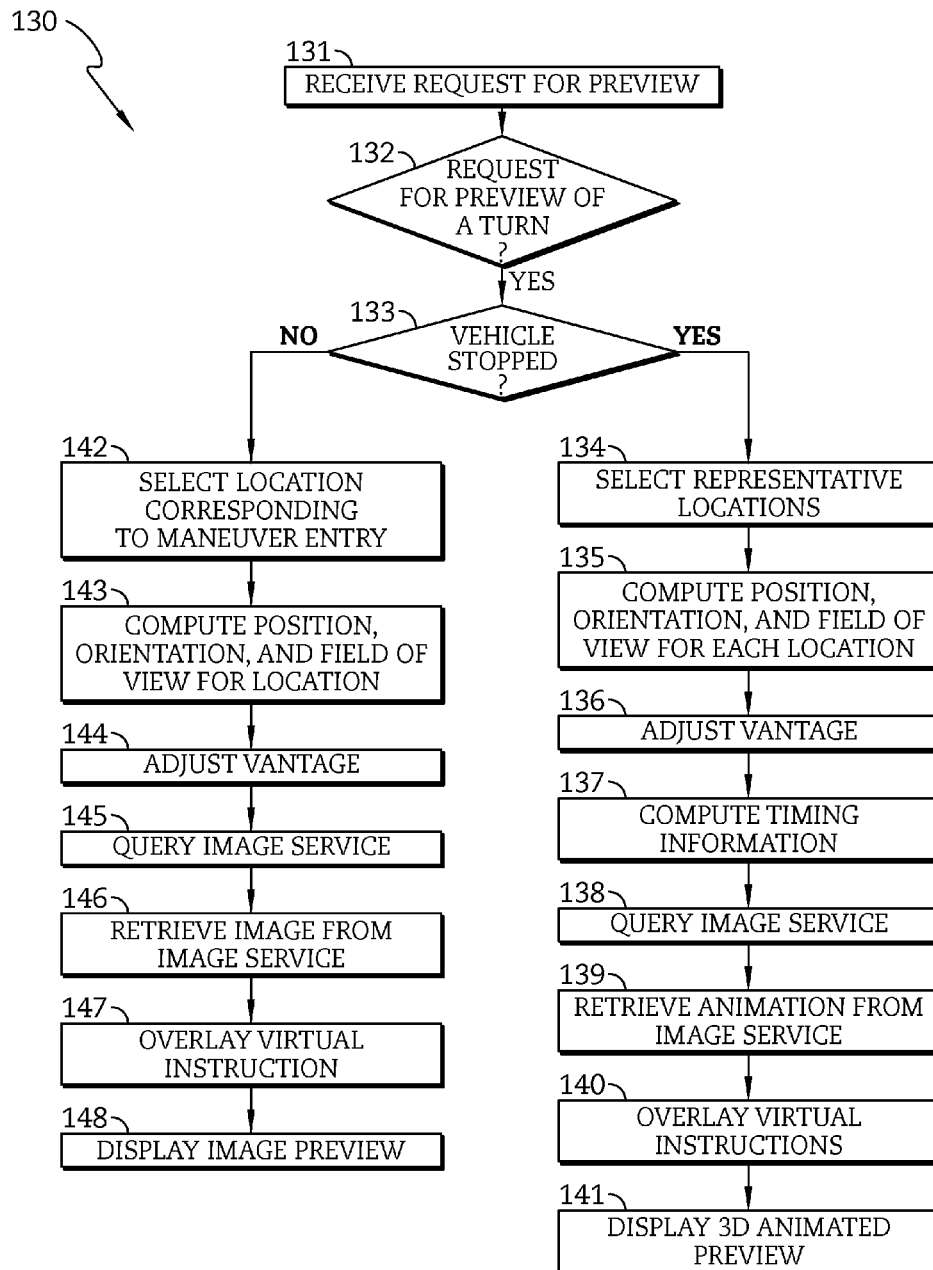 130
131
RECEIVE REQUEST FOR PREVIEW
132
REQUEST
FOR PREVIEW OF
A TURN
?
YES
133
VEHICLE
STOPPED
?
NO
YES
142
SELECT LOCATION
CORRESPONDING
TO MANEUVER ENTRY
143
COMPUTE POSITION,
ORIENTATION, AND FIELD OF
VIEW FOR LOCATION
144
ADJUST VANTAGE
145
QUERY IMAGE SERVICE
146
RETRIEVE IMAGE FROM
IMAGE SERVICE
147
OVERLAY VIRTUAL
INSTRUCTION
148
DISPLAY IMAGE PREVIEW
134
SELECT REPRESENTATIVE
LOCATIONS
135
COMPUTE POSITION,
ORIENTATION, AND FIELD OF
VIEW FOR EACH LOCATION
136
ADJUST VANTAGE
137
COMPUTE TIMING
INFORMATION
138
QUERY IMAGE SERVICE
139
RETRIEVE ANIMATION FROM
IMAGE SERVICE
140
OVERLAY VIRTUAL
INSTRUCTIONS
141
DISPLAY 3D ANIMATED
PREVIEW